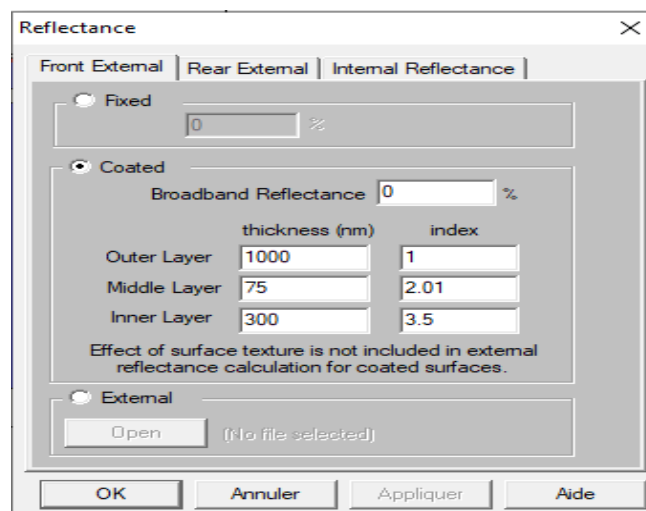 Reflectance
Front External Rear External Internal Reflectance
Fixed
0 %
Coated
Broadband Reflectance 0 %
thickness (nm) index
Outer Layer 1000 1
Middle Layer 75 2.01
Inner Layer 300 3.5
Effect of surface texture is not included in external
reflectance calculation for coated surfaces.
External
Open (No file selected)
OK Annuler Appliquer Aide